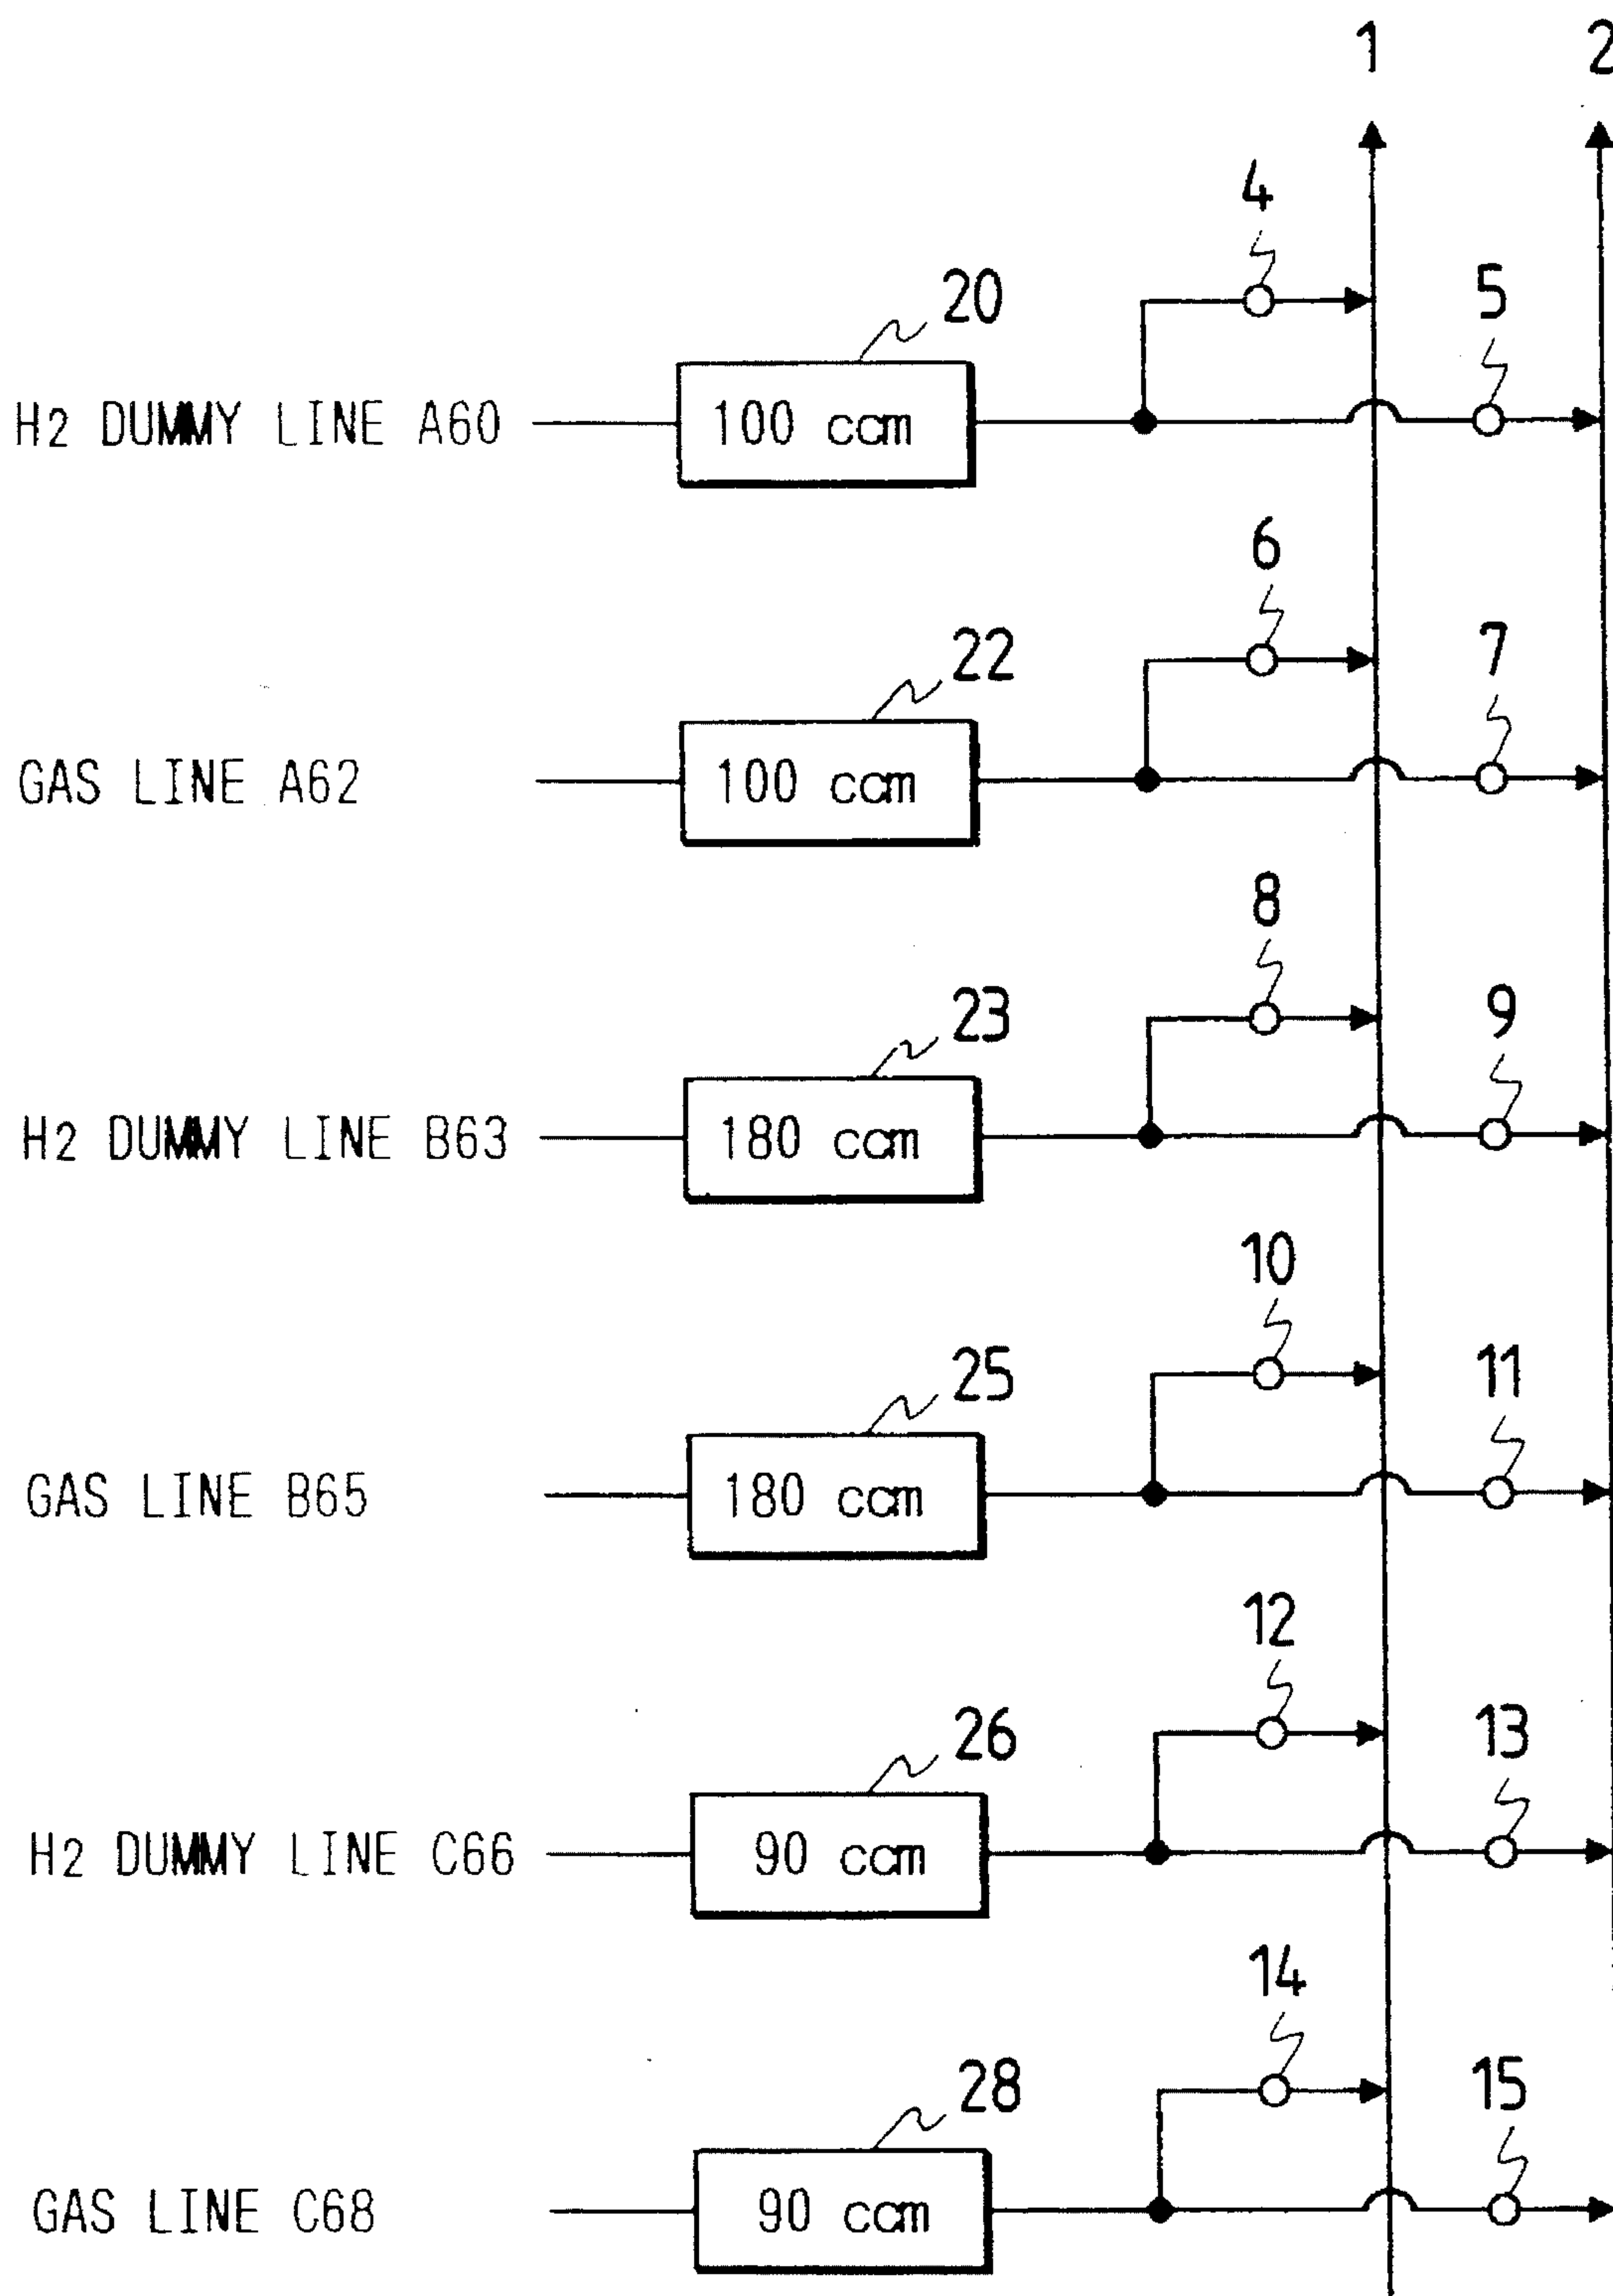 1 2
4
20 5
H2 DUMMY LINE A60 100 ccm
6
22 7
GAS LINE A62 100 ccm
8
23 9
H2 DUMMY LINE B63 180 ccm
10
25 11
GAS LINE B65 180 ccm
12
26 13
H2 DUMMY LINE C66 90 ccm
14
28 15
GAS LINE C68 90 ccm